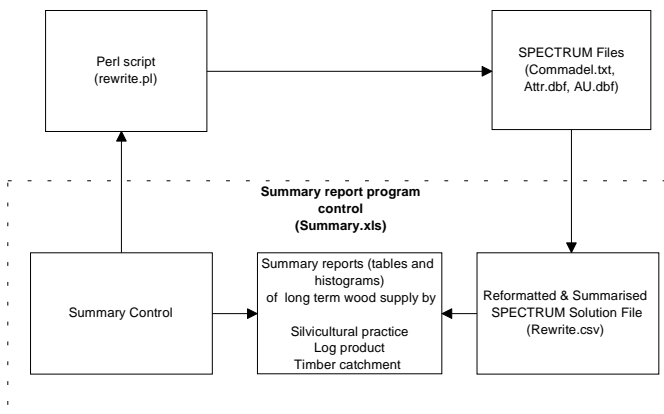 Perl script
(rewrite.pl)
SPECTRUM Files
(Commadel.txt,
Attr.dbf, AU.dbf)
Summary report program
control
(Summary.xls)
Summary Control
Summary reports (tables and
histograms)
of long term wood supply by
Silvicultural practice
Log product
Timber catchment
Reformatted & Summarised
SPECTRUM Solution File
(Rewrite.csv)